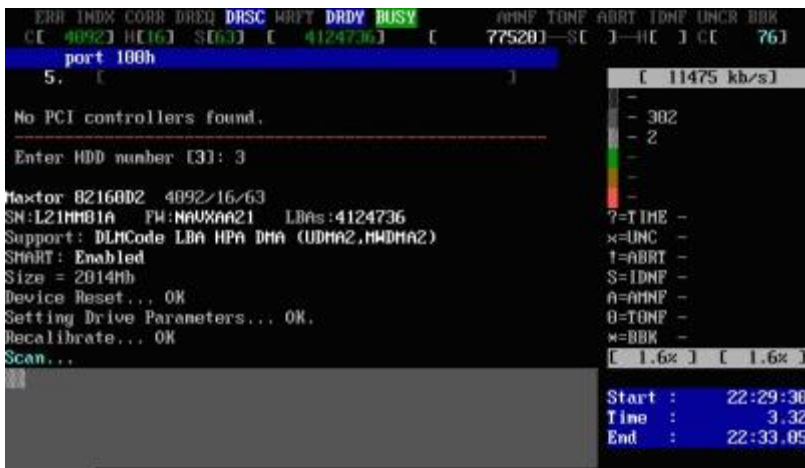 ERR INDX CORR DREQ DRSC WRFT DRDY BUSY AMNF T0NF ABRT IDNF UNCR BBK
C[ 4092] H[16] S[63] [ 4124736] [ 77520]—S[ ]—H[ ] C[ 76]
port 100h
5. [ ]
[ 11475 kb/s]
No PCI controllers found.
Enter HDD number [3]: 3
Maxtor 82160D2 4092/16/63
SN:L21MM81A FW:NAVXAA21 LBAs:4124736
Support: DLMCode LBA HPA DMA (UDMA2,MWDMA2)
SMART: Enabled
Size = 2014Mb
Device Reset... OK
Setting Drive Parameters... OK.
Recalibrate... OK
Scan...
–
– 302
– 2
–
–
–
?=TIME –
×=UNC –
!=ABRT –
S=IDNF –
A=AMNF –
0=T0NF –
*=BBK –
[ 1.6% ] [ 1.6% ]
Start : 22:29:30
Time : 3.32
End : 22:33.05